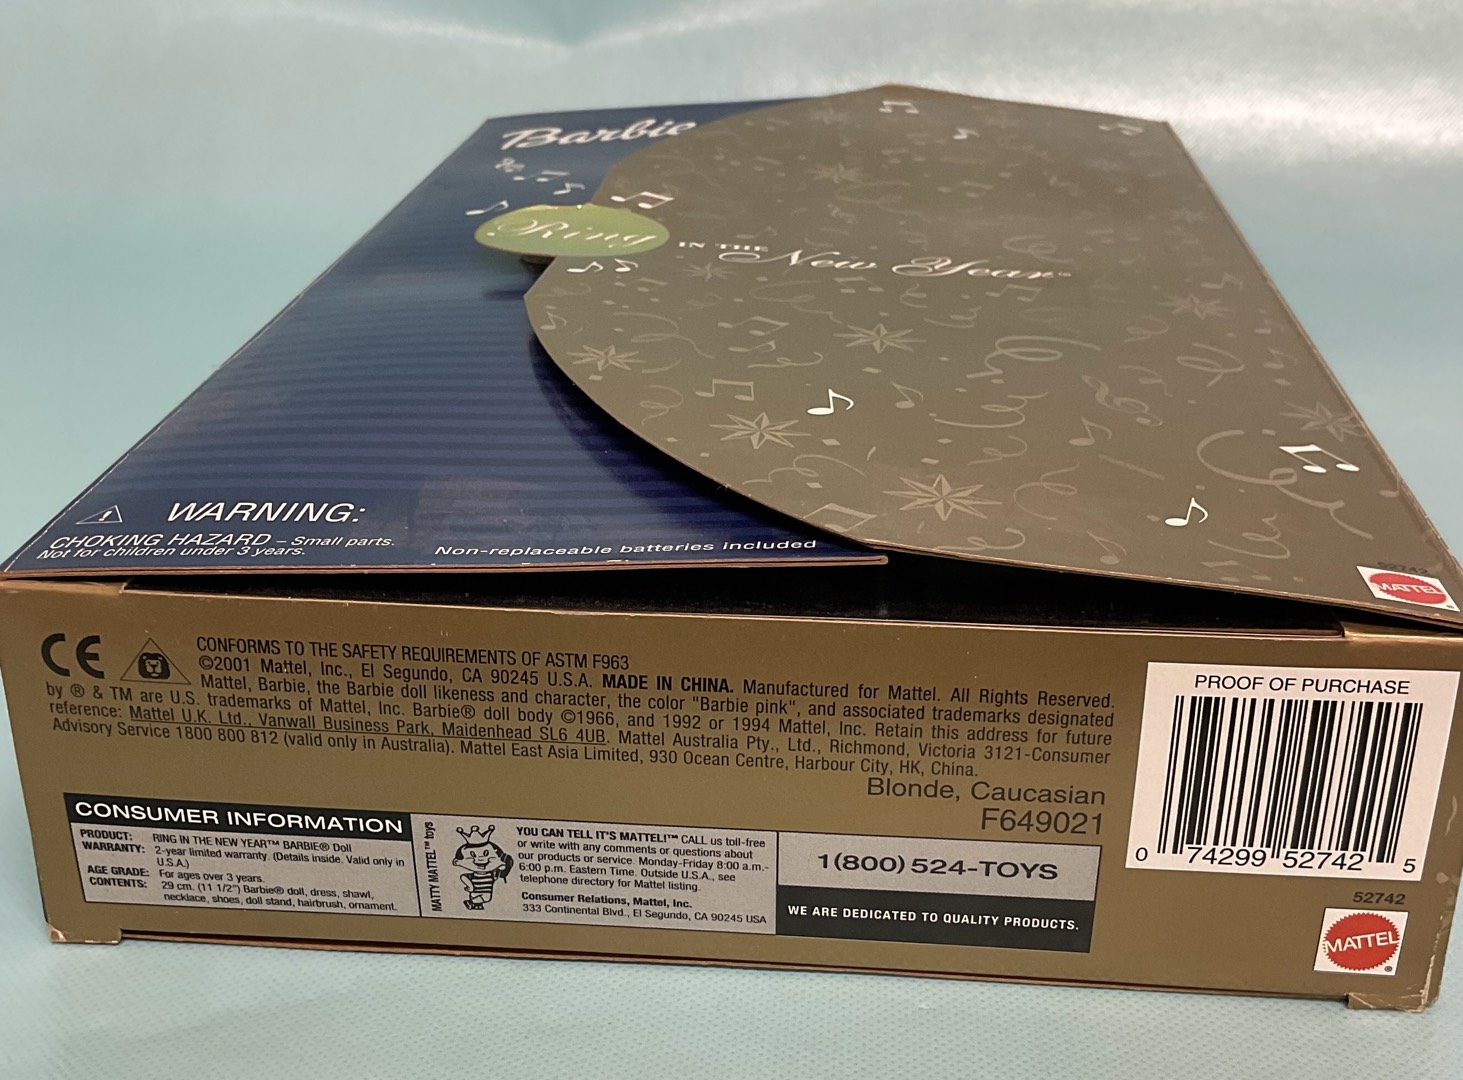 Barbie
Ring IN THE New Year™
WARNING:
CHOKING HAZARD – Small parts.
Not for children under 3 years.
Non-replaceable batteries included
52742
MATTEL
CE
CONFORMS TO THE SAFETY REQUIREMENTS OF ASTM F963
©2001 Mattel, Inc., El Segundo, CA 90245 U.S.A. MADE IN CHINA. Manufactured for Mattel. All Rights Reserved.
Mattel, Barbie, the Barbie doll likeness and character, the color "Barbie pink", and associated trademarks designated
by ® & TM are U.S. trademarks of Mattel, Inc. Barbie® doll body ©1966, and 1992 or 1994 Mattel, Inc. Retain this address for future
reference: Mattel U.K. Ltd., Vanwall Business Park, Maidenhead SL6 4UB. Mattel Australia Pty., Ltd., Richmond, Victoria 3121-Consumer
Advisory Service 1800 800 812 (valid only in Australia). Mattel East Asia Limited, 930 Ocean Centre, Harbour City, HK, China.
Blonde, Caucasian
F649021
CONSUMER INFORMATION
PRODUCT: RING IN THE NEW YEAR™ BARBIE® Doll
WARRANTY: 2-year limited warranty. (Details inside. Valid only in
U.S.A.)
AGE GRADE: For ages over 3 years.
CONTENTS: 29 cm. (11 1/2") Barbie® doll, dress, shawl,
necklace, shoes, doll stand, hairbrush, ornament.
MATTY MATTEL™ toys
YOU CAN TELL IT'S MATTEL!™ CALL us toll-free
or write with any comments or questions about
our products or service. Monday-Friday 8:00 a.m.-
6:00 p.m. Eastern Time. Outside U.S.A., see
telephone directory for Mattel listing.
Consumer Relations, Mattel, Inc.
333 Continental Blvd., El Segundo, CA 90245 USA
1(800) 524-TOYS
WE ARE DEDICATED TO QUALITY PRODUCTS.
PROOF OF PURCHASE
0 74299 52742 5
52742
MATTEL
®